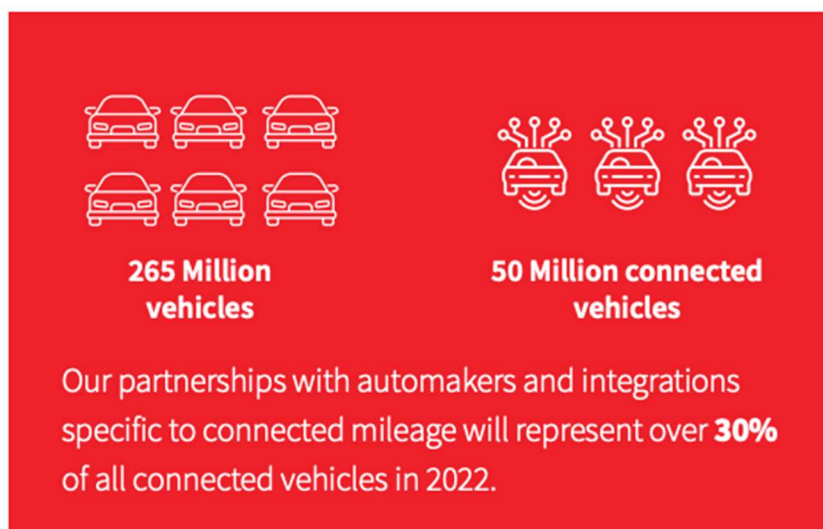 265 Million
vehicles
50 Million connected
vehicles
Our partnerships with automakers and integrations
specific to connected mileage will represent over 30%
of all connected vehicles in 2022.